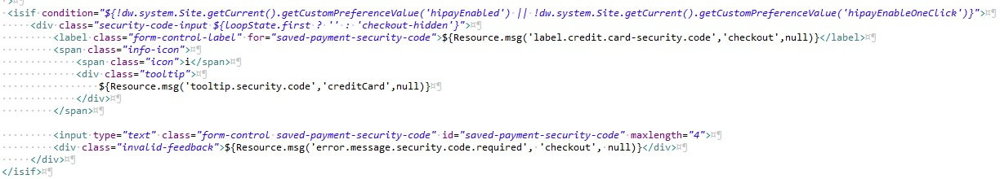 >
<isif condition="${!dw.system.Site.getCurrent().getCustomPreferenceValue('hipayEnabled') || !dw.system.Site.getCurrent().getCustomPreferenceValue('hipayEnableOneClick')}">
<div class="security-code-input ${loopState.first ? '' : 'checkout-hidden'}">
<label class="form-control-label" for="saved-payment-security-code">${Resource.msg('label.credit.card-security.code','checkout',null)}</label>
<span class="info-icon">
<span class="icon">i</span>
<div class="tooltip">
${Resource.msg('tooltip.security.code','creditCard',null)}
</div>
</span>
<input type="text" class="form-control saved-payment-security-code" id="saved-payment-security-code" maxlength="4">
<div class="invalid-feedback">${Resource.msg('error.message.security.code.required', 'checkout', null)}</div>
</div>
</isif>